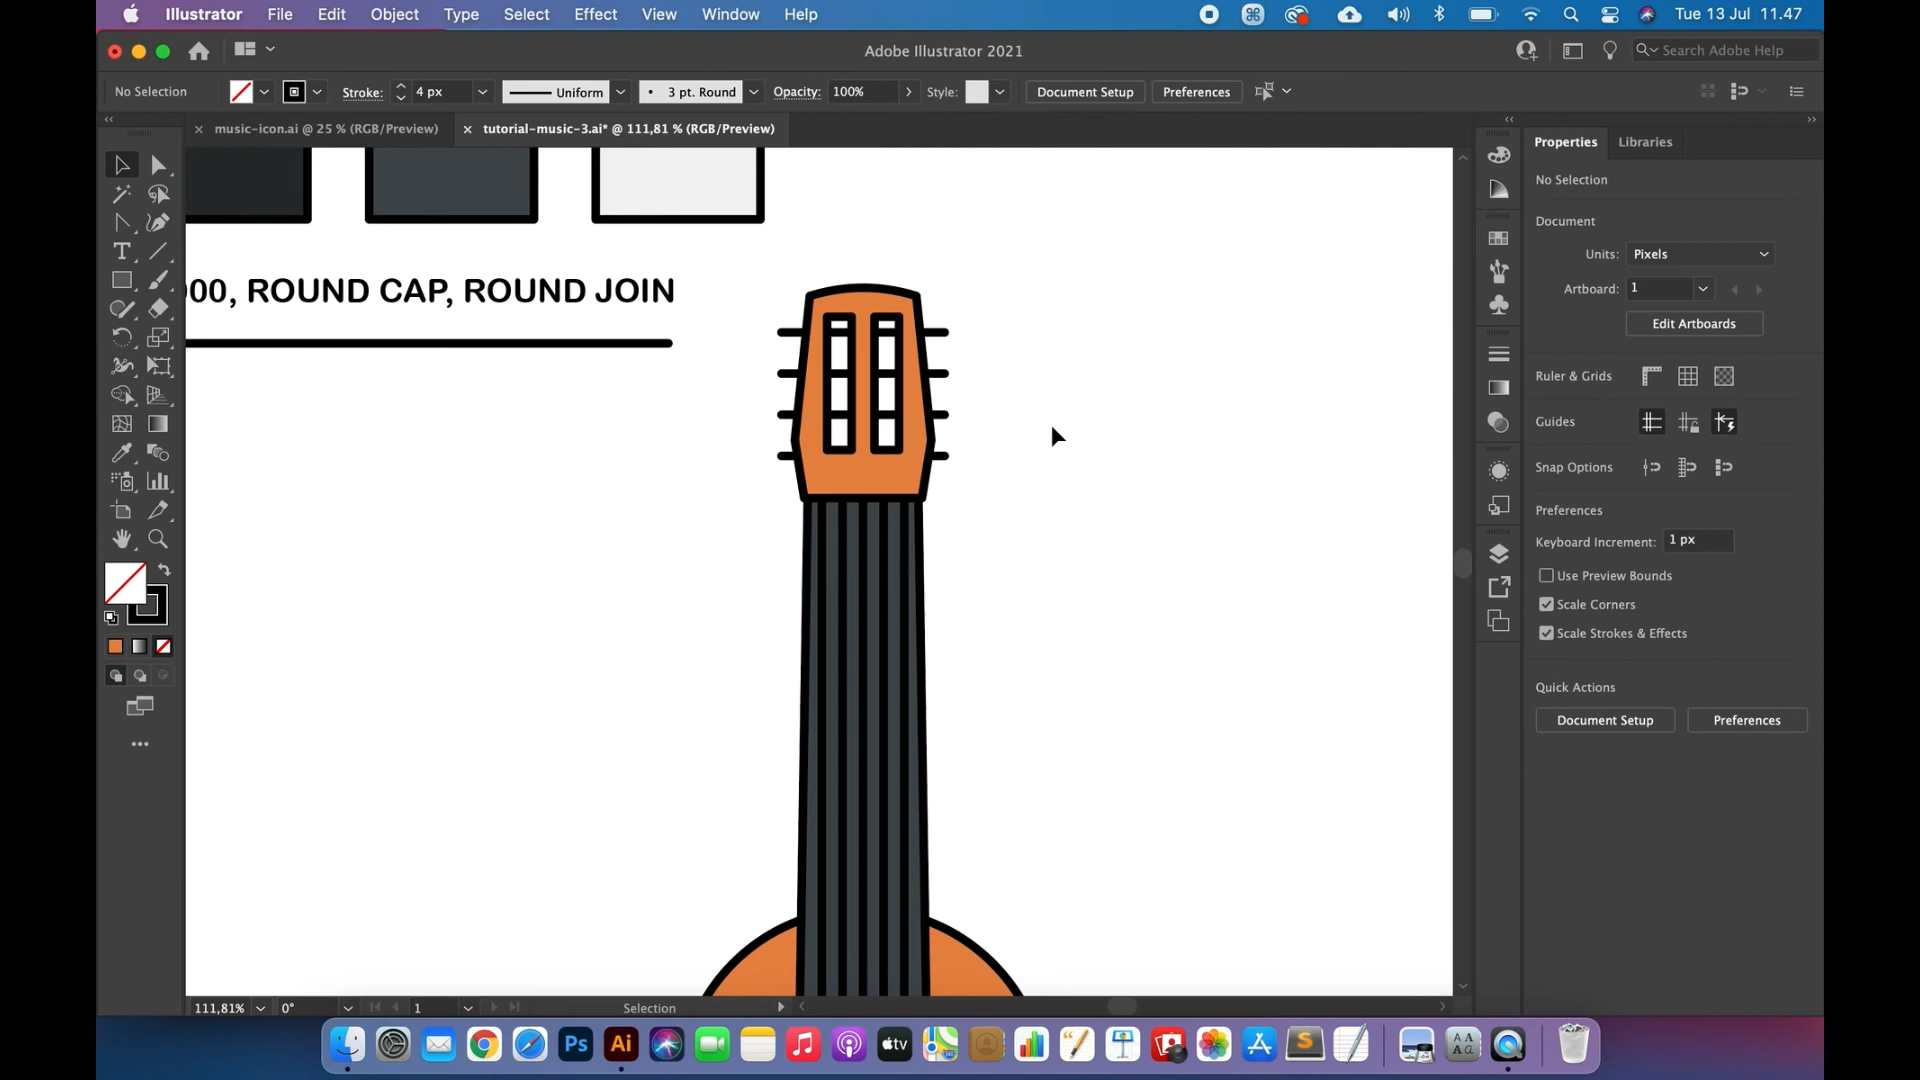 Illustrator File Edit Object Type Select Effect View Window Help Tue 13 Jul 11.47
Adobe Illustrator 2021 Search Adobe Help
No Selection Stroke: 4 px Uniform 3 pt. Round Opacity: 100% Style: Document Setup Preferences
music-icon.ai @ 25 % (RGB/Preview) tutorial-music-3.ai* @ 111,81 % (RGB/Preview)
Properties Libraries
No Selection
Document
Units: Pixels
Artboard: 1
Edit Artboards
Ruler & Grids
Guides
Snap Options
Preferences
Keyboard Increment: 1 px
Use Preview Bounds
Scale Corners
Scale Strokes & Effects
Quick Actions
Document Setup Preferences
00, ROUND CAP, ROUND JOIN
111,81% 0° 1 Selection
Ps Ai tv